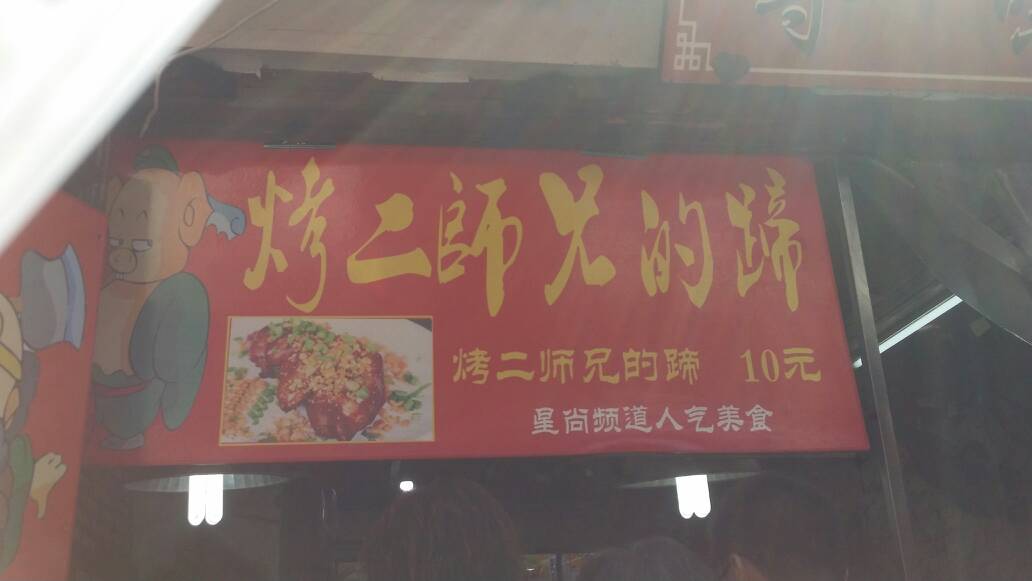 烤二師兄的蹄
烤二师兄的蹄 10元
星尚频道人气美食